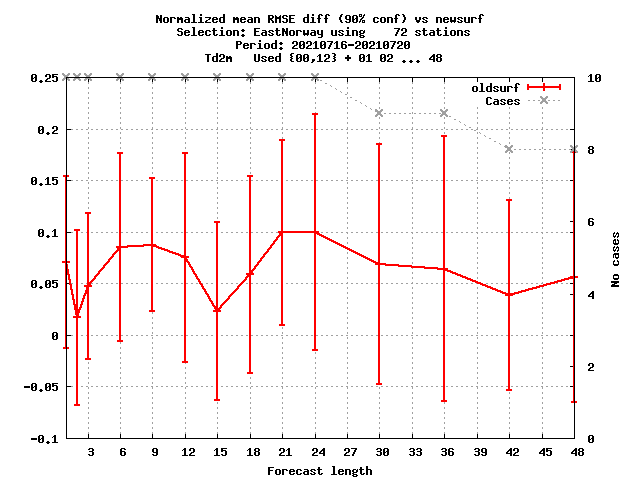 Normalized mean RMSE diff (90% conf) vs newsurf
Selection: EastNorway using    72 stations
Period: 20210716-20210720
Td2m   Used {00,12} + 01 02 ... 48
0.25
0.2
0.15
0.1
0.05
0
-0.05
-0.1
10
8
6
4
2
0
oldsurf
Cases
No cases
3 6 9 12 15 18 21 24 27 30 33 36 39 42 45 48
Forecast length